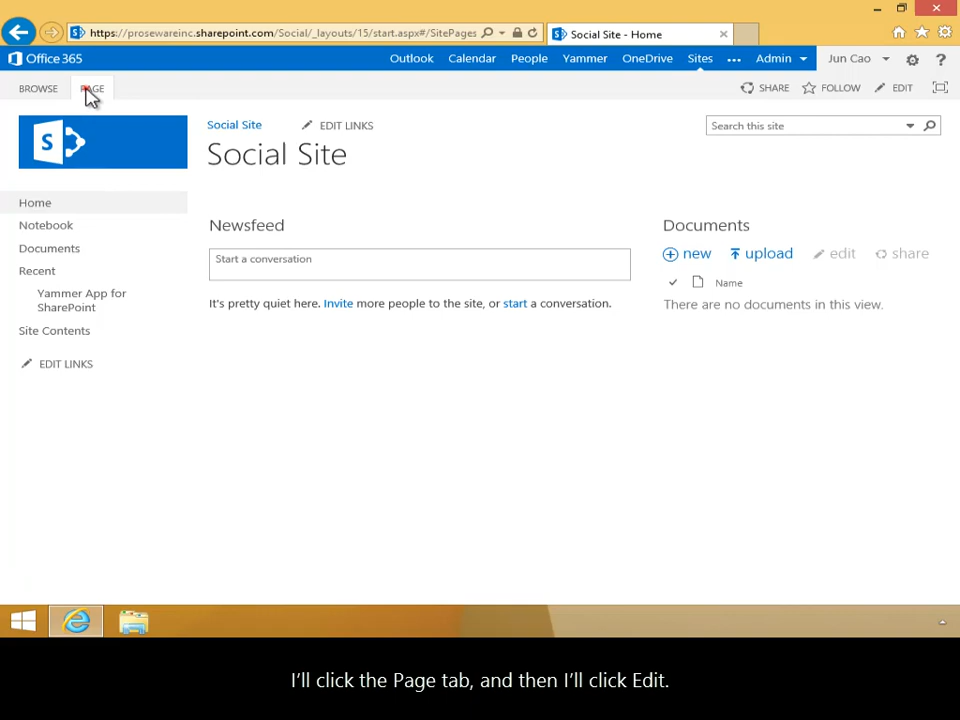 https://prosewareinc.sharepoint.com/Social/_layouts/15/start.aspx#/SitePages
Social Site - Home
Office 365
Outlook Calendar People Yammer OneDrive Sites ... Admin Jun Cao ?
BROWSE PAGE SHARE FOLLOW EDIT
Social Site EDIT LINKS Search this site
S
Social Site
Home
Notebook
Documents
Recent
Yammer App for
SharePoint
Site Contents
EDIT LINKS
Newsfeed
Start a conversation
It's pretty quiet here. Invite more people to the site, or start a conversation.
Documents
new upload edit share
Name
There are no documents in this view.
I'll click the Page tab, and then I'll click Edit.